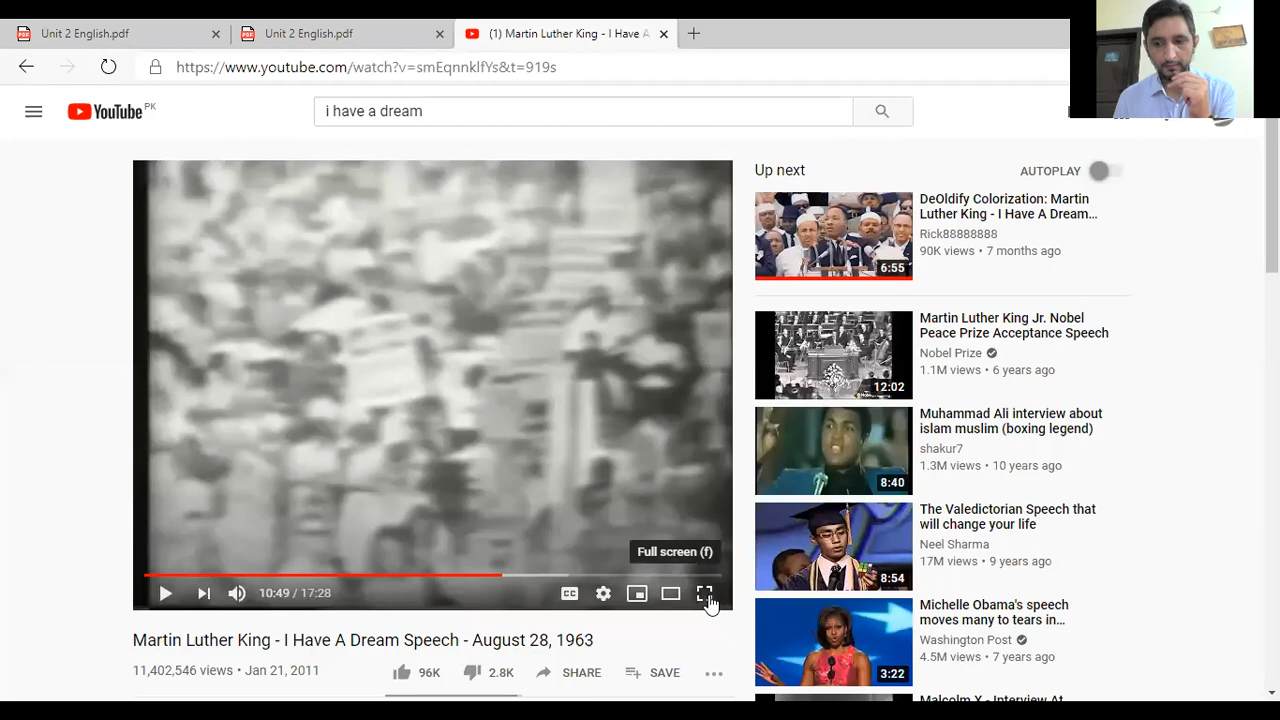 Unit 2 English.pdf
Unit 2 English.pdf
(1) Martin Luther King - I Have A
https://www.youtube.com/watch?v=smEqnnklfYs&t=919s
YouTube PK
i have a dream
Up next
AUTOPLAY
DeOldify Colorization: Martin
Luther King - I Have A Dream...
Rick88888888
90K views • 7 months ago
6:55
Martin Luther King Jr. Nobel
Peace Prize Acceptance Speech
Nobel Prize
1.1M views • 6 years ago
12:02
Muhammad Ali interview about
islam muslim (boxing legend)
shakur7
1.3M views • 10 years ago
8:40
The Valedictorian Speech that
will change your life
Neel Sharma
17M views • 9 years ago
8:54
Michelle Obama's speech
moves many to tears in...
Washington Post
4.5M views • 7 years ago
3:22
Malcolm X - Interview At
Full screen (f)
10:49 / 17:28
CC
Martin Luther King - I Have A Dream Speech - August 28, 1963
11,402,546 views • Jan 21, 2011
96K
2.8K
SHARE
SAVE